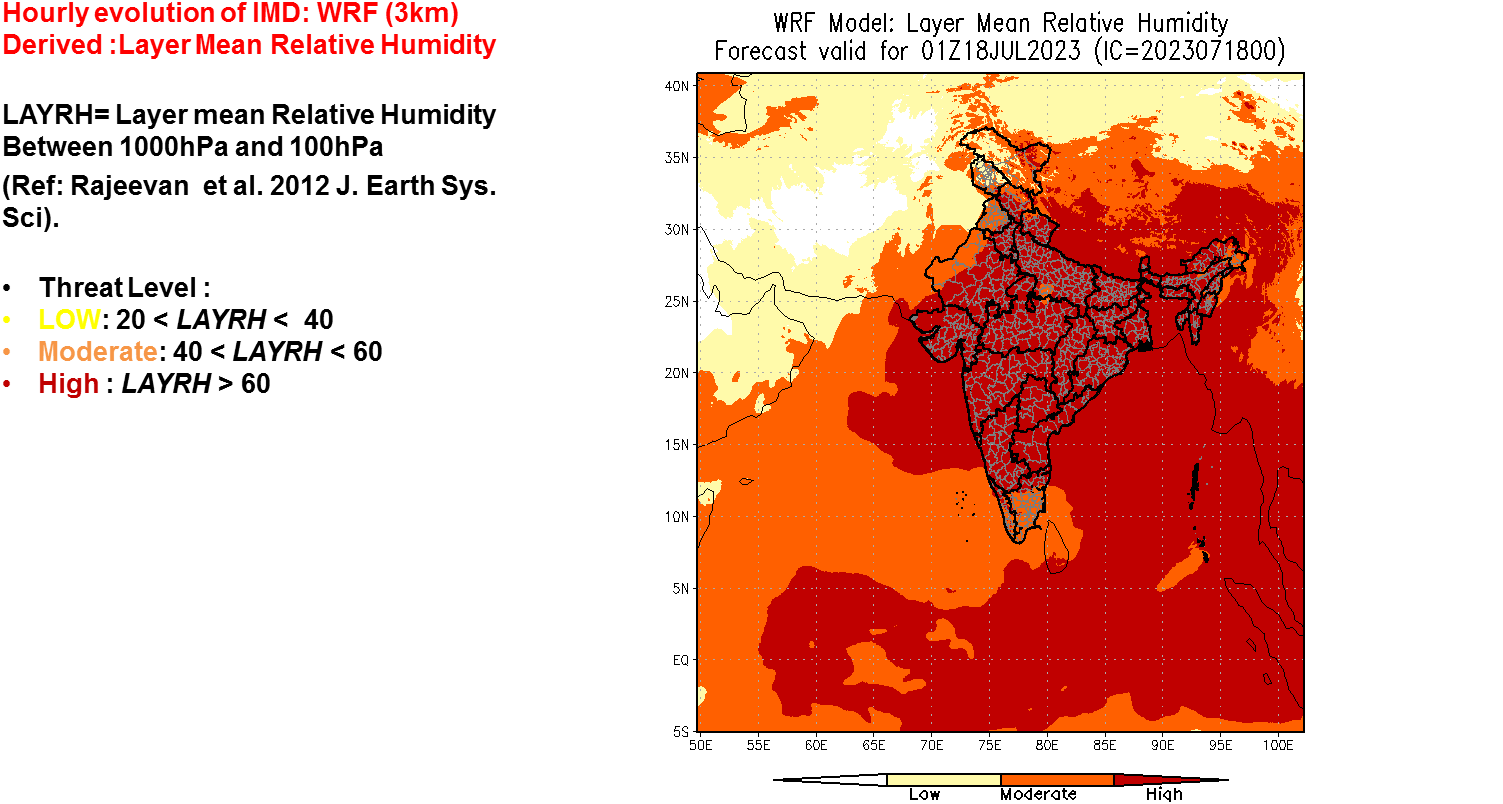 Hourly evolution of IMD: WRF (3km)
Derived :Layer Mean Relative Humidity
LAYRH= Layer mean Relative Humidity
Between 1000hPa and 100hPa
(Ref: Rajeevan et al. 2012 J. Earth Sys.
Sci).
• Threat Level :
• LOW: 20 < LAYRH < 40
• Moderate: 40 < LAYRH < 60
• High : LAYRH > 60
WRF Model: Layer Mean Relative Humidity
Forecast valid for 01Z18JUL2023 (IC=2023071800)
40N
35N
30N
25N
20N
15N
10N
5N
EQ
5S
50E 55E 60E 65E 70E 75E 80E 85E 90E 95E 100E
Low Moderate High